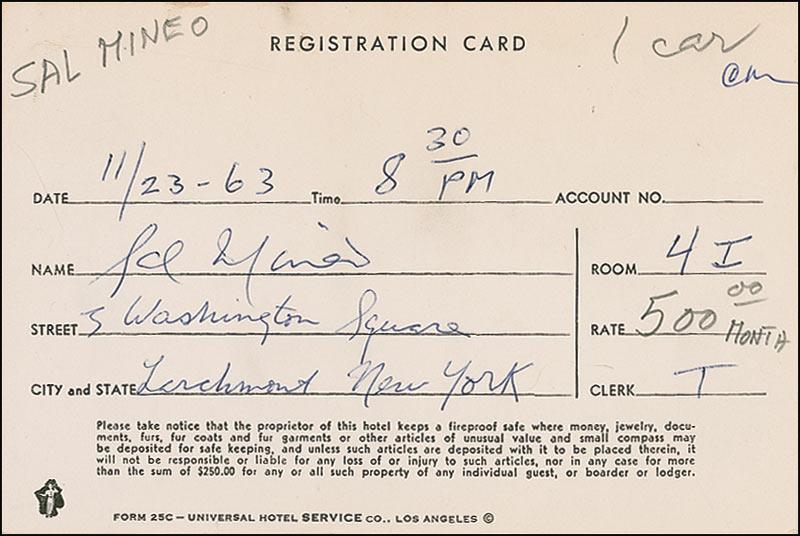 SAL MINEO
REGISTRATION CARD
1 car
DATE 11/23-63 Time 8 30 PM ACCOUNT NO.
NAME Sal Mineo
ROOM 4 I
STREET 5 Washington Square
RATE 500 00 MONTH
CITY and STATE Larchmont New York
CLERK T
Please take notice that the proprietor of this hotel keeps a fireproof safe where money, jewelry, docu-
ments, furs, fur coats and fur garments or other articles of unusual value and small compass may
be deposited for safe keeping, and unless such articles are deposited with it to be placed therein, it
will not be responsible or liable for any loss of or injury to such articles, nor in any case for more
than the sum of $250.00 for any or all such property of any individual guest, or boarder or lodger.
FORM 25C — UNIVERSAL HOTEL SERVICE CO., LOS ANGELES ©